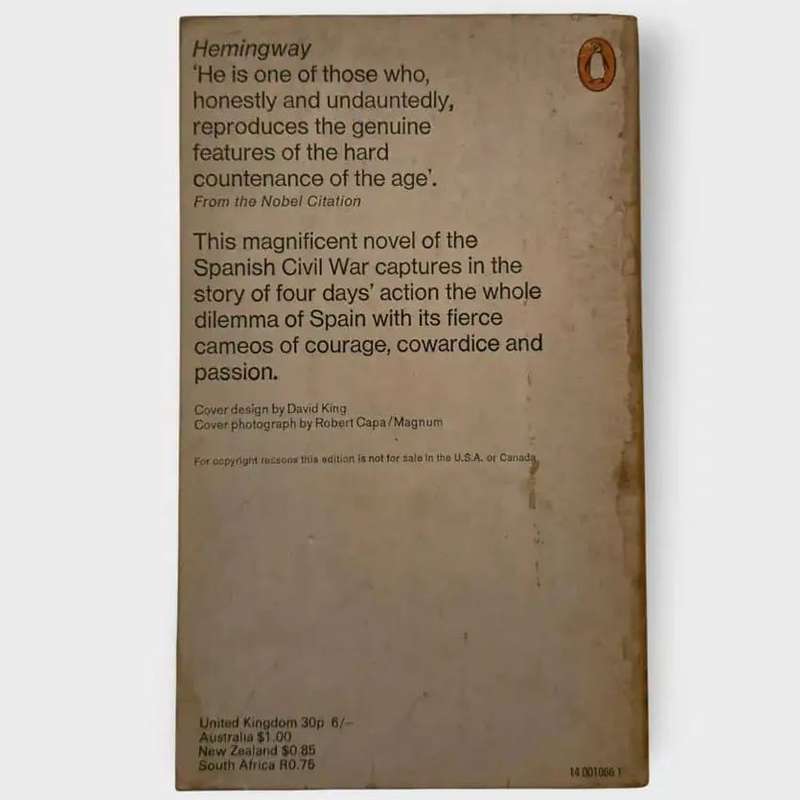 Hemingway
'He is one of those who,
honestly and undauntedly,
reproduces the genuine
features of the hard
countenance of the age'.
From the Nobel Citation
This magnificent novel of the
Spanish Civil War captures in the
story of four days' action the whole
dilemma of Spain with its fierce
cameos of courage, cowardice and
passion.
Cover design by David King
Cover photograph by Robert Capa/Magnum
For copyright reasons this edition is not for sale in the U.S.A. or Canada
United Kingdom 30p 6/–
Australia $1.00
New Zealand $0.85
South Africa R0.75
14 001066 1